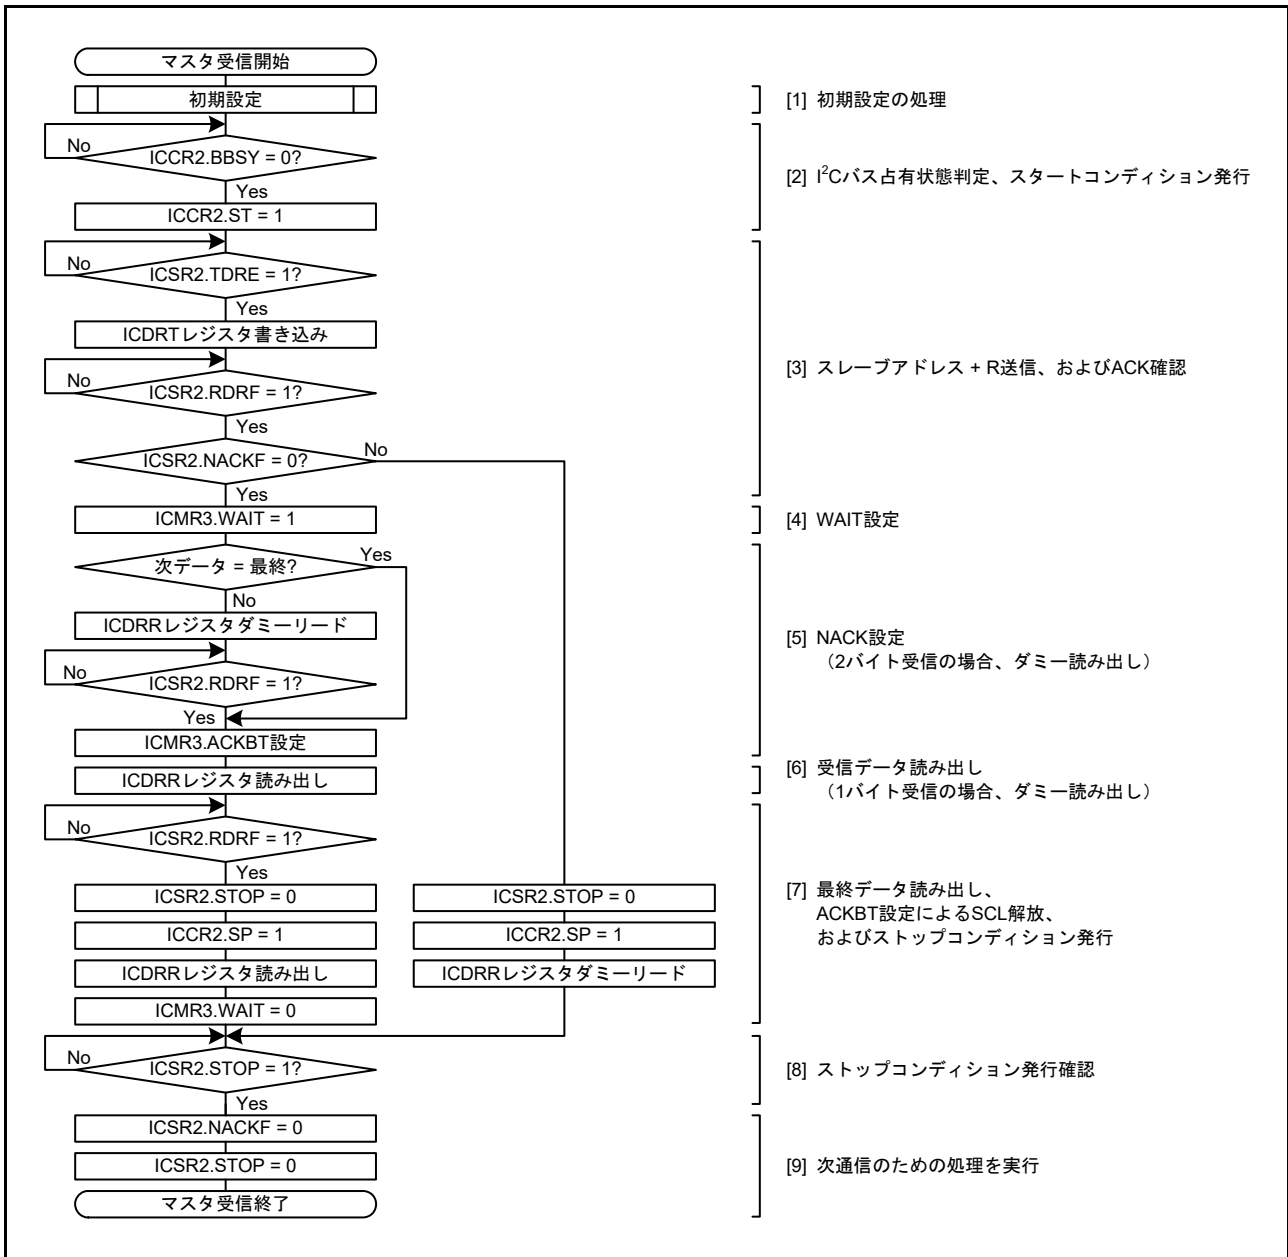 マスタ受信開始
初期設定
[1] 初期設定の処理
No
ICCR2.BBSY = 0?
Yes
[2] I²Cバス占有状態判定、スタートコンディション発行
ICCR2.ST = 1
No
ICSR2.TDRE = 1?
Yes
ICDRTレジスタ書き込み
[3] スレーブアドレス + R送信、およびACK確認
No
ICSR2.RDRF = 1?
Yes
No
ICSR2.NACKF = 0?
Yes
ICMR3.WAIT = 1
[4] WAIT設定
Yes
次データ = 最終?
No
ICDRRレジスタダミーリード
[5] NACK設定
（2バイト受信の場合、ダミー読み出し）
No
ICSR2.RDRF = 1?
Yes
ICMR3.ACKBT設定
[6] 受信データ読み出し
（1バイト受信の場合、ダミー読み出し）
ICDRRレジスタ読み出し
No
ICSR2.RDRF = 1?
Yes
ICSR2.STOP = 0
ICSR2.STOP = 0
[7] 最終データ読み出し、
ACKBT設定によるSCL解放、
およびストップコンディション発行
ICCR2.SP = 1
ICCR2.SP = 1
ICDRRレジスタ読み出し
ICDRRレジスタダミーリード
ICMR3.WAIT = 0
No
ICSR2.STOP = 1?
[8] ストップコンディション発行確認
Yes
ICSR2.NACKF = 0
ICSR2.STOP = 0
[9] 次通信のための処理を実行
マスタ受信終了